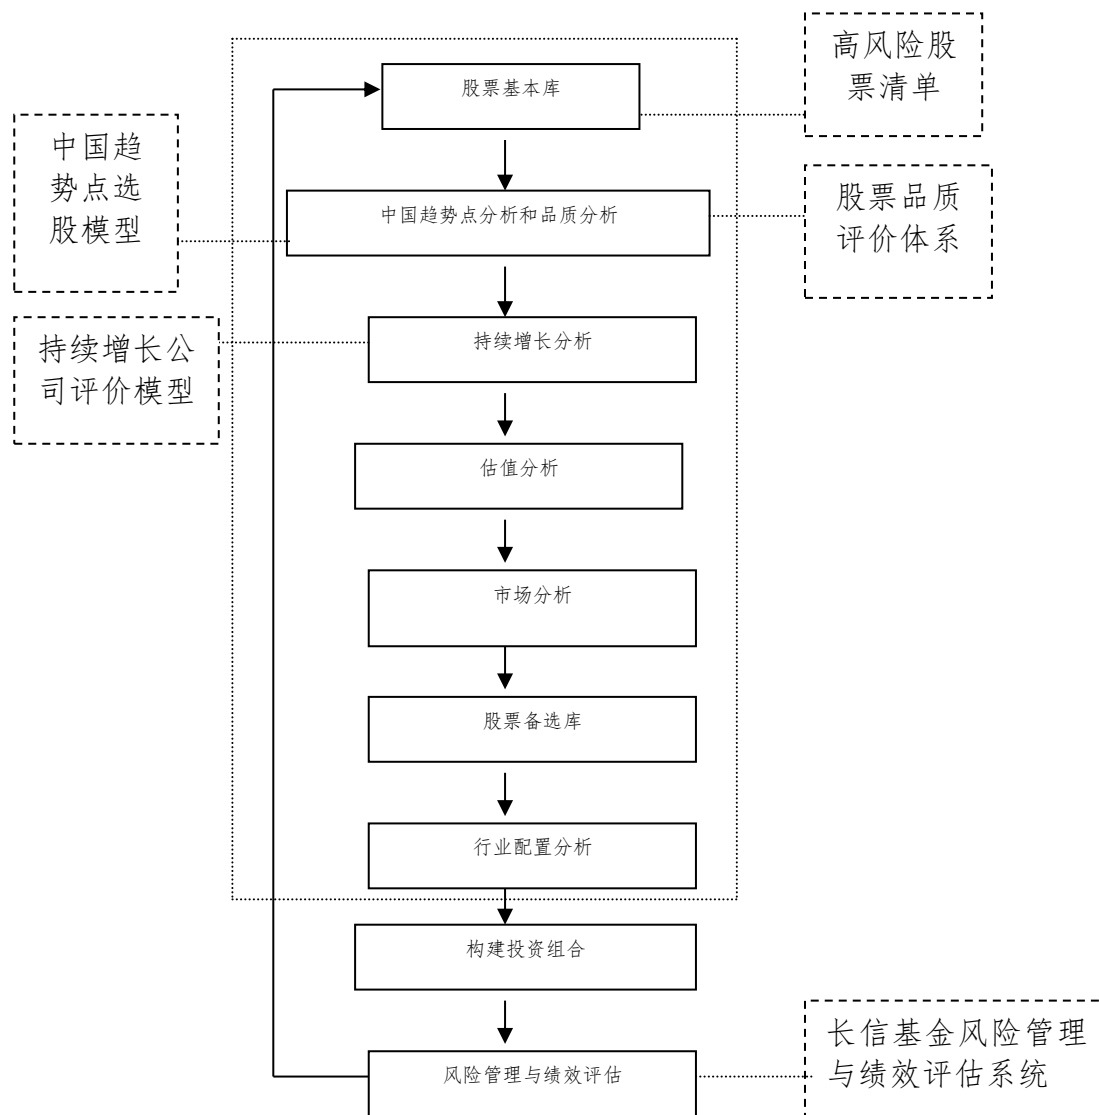 高风险股
票清单
股票基本库
中国趋
势点选
股模型
中国趋势点分析和品质分析
股票品质
评价体系
持续增长公
司评价模型
持续增长分析
估值分析
市场分析
股票备选库
行业配置分析
构建投资组合
风险管理与绩效评估
长信基金风险管理
与绩效评估系统